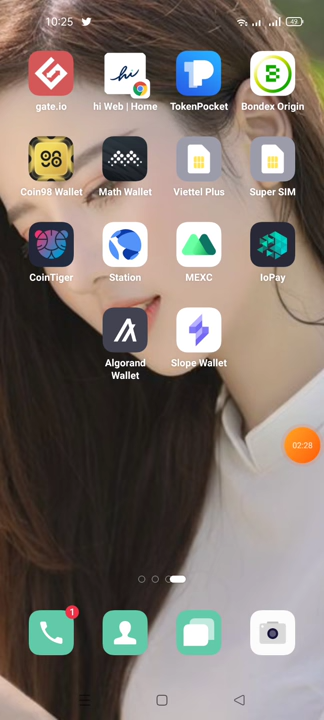 10:25
49
gate.io
hi
hi Web | Home
TokenPocket
Bondex Origin
Coin98 Wallet
Math Wallet
Viettel Plus
Super SIM
CoinTiger
Station
MEXC
IoPay
Algorand
Wallet
Slope Wallet
02:28
1